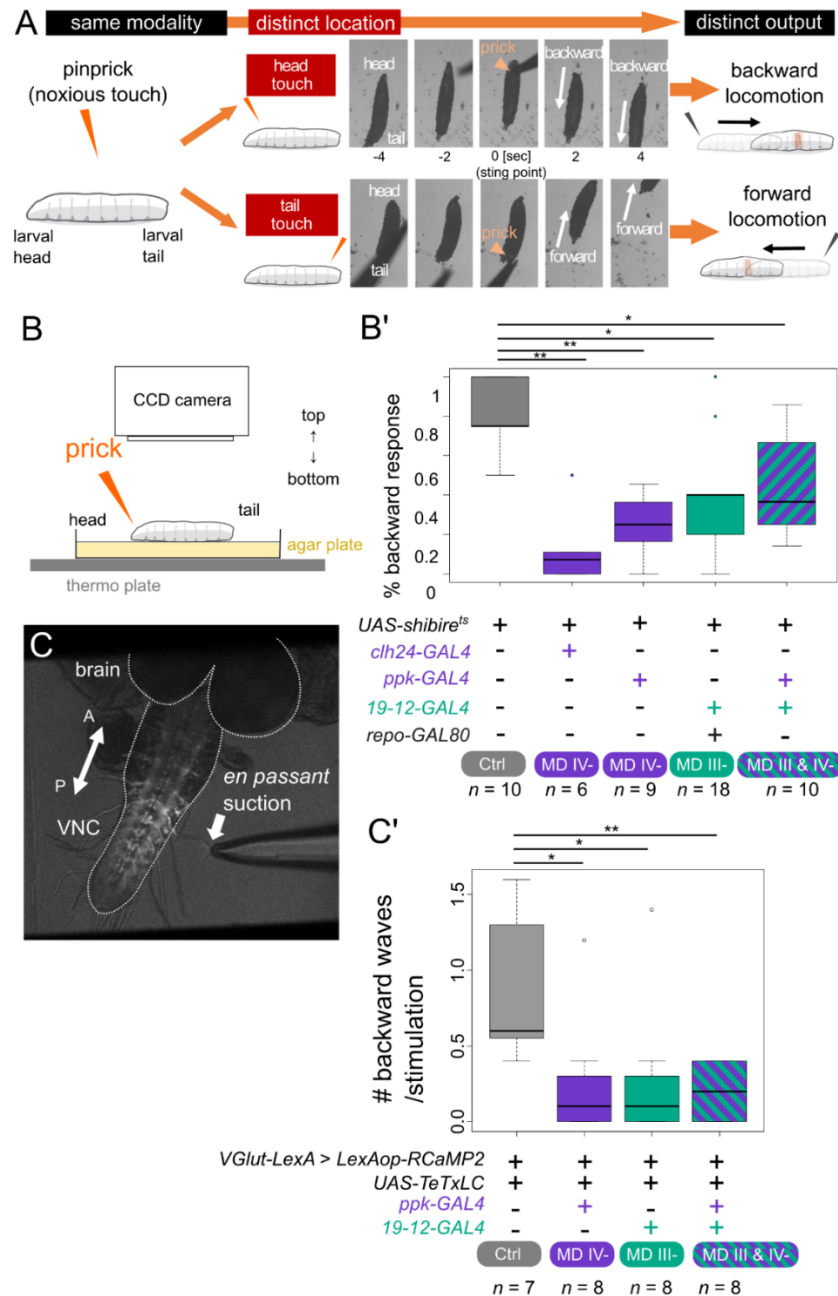 A
same modality
distinct location
distinct output
pinprick
(noxious touch)
larval
head
larval
tail
head
touch
head
tail
prick
backward
backward
-4
-2
0 [sec]
(sting point)
2
4
backward
locomotion
tail
touch
head
tail
prick
forward
forward
forward
locomotion
B
CCD camera
top
↑
↓
bottom
prick
head
tail
agar plate
thermo plate
B'
*
*
**
**
% backward response
1
0.8
0.6
0.4
0.2
0
UAS-shibire^ts + + + + +
clh24-GAL4 - + - - -
ppk-GAL4 - - + - +
19-12-GAL4 - - - + +
repo-GAL80 - - - + -
Ctrl MD IV- MD IV- MD III- MD III & IV-
n = 10 n = 6 n = 9 n = 18 n = 10
C
brain
A
P
VNC
en passant
suction
C'
**
*
*
# backward waves
/stimulation
1.5
1.0
0.5
0.0
VGlut-LexA > LexAop-RCaMP2 + + + +
UAS-TeTxLC + + + +
ppk-GAL4 - + - +
19-12-GAL4 - - + +
Ctrl MD IV- MD III- MD III & IV-
n = 7 n = 8 n = 8 n = 8